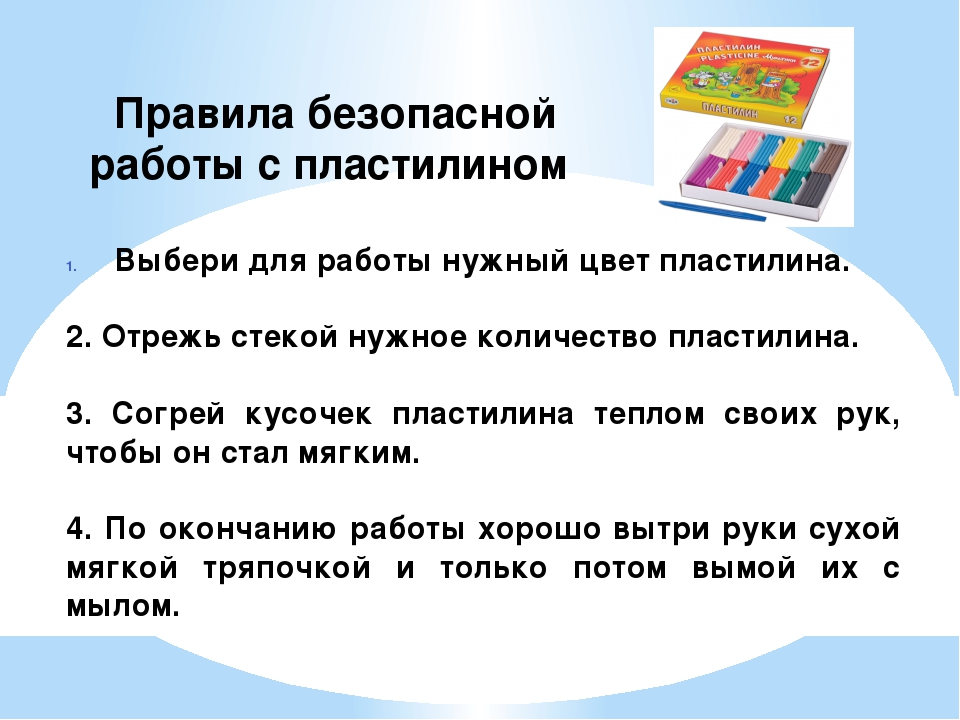 Правила безопасной
работы с пластилином
ПЛАСТИЛИН
PLASTICINE
12
ПЛАСТИЛИН
12
1. Выбери для работы нужный цвет пластилина.
2. Отрежь стекой нужное количество пластилина.
3. Согрей кусочек пластилина теплом своих рук,
чтобы он стал мягким.
4. По окончанию работы хорошо вытри руки сухой
мягкой тряпочкой и только потом вымой их с
мылом.